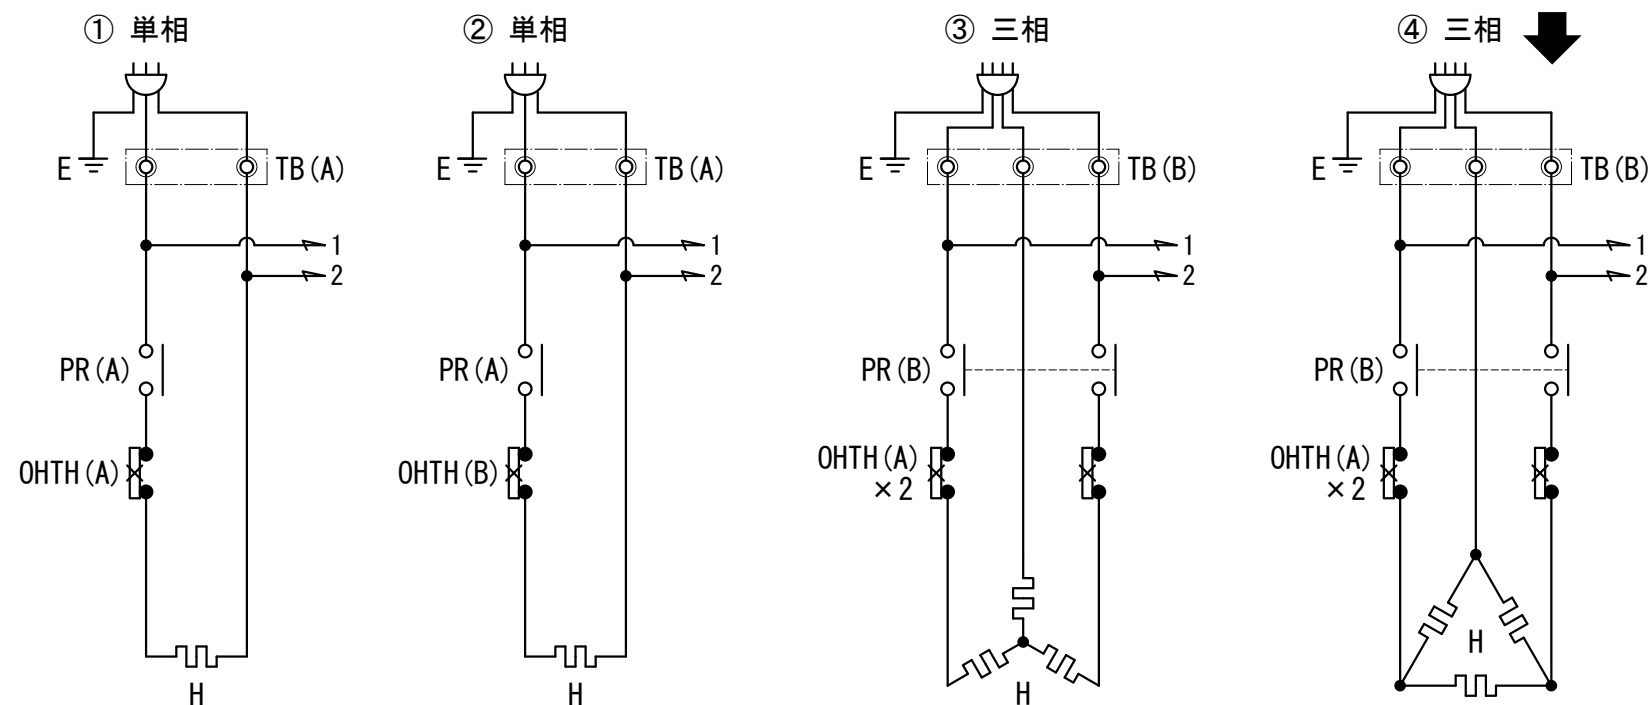 ① 単相
② 単相
③ 三相
④ 三相
E
TB(A)
E
TB(A)
E
TB(B)
E
TB(B)
1
1
1
1
2
2
2
2
PR(A)
PR(A)
PR(B)
PR(B)
OHTH(A)
OHTH(B)
OHTH(A)
×2
OHTH(A)
×2
H
H
H
H